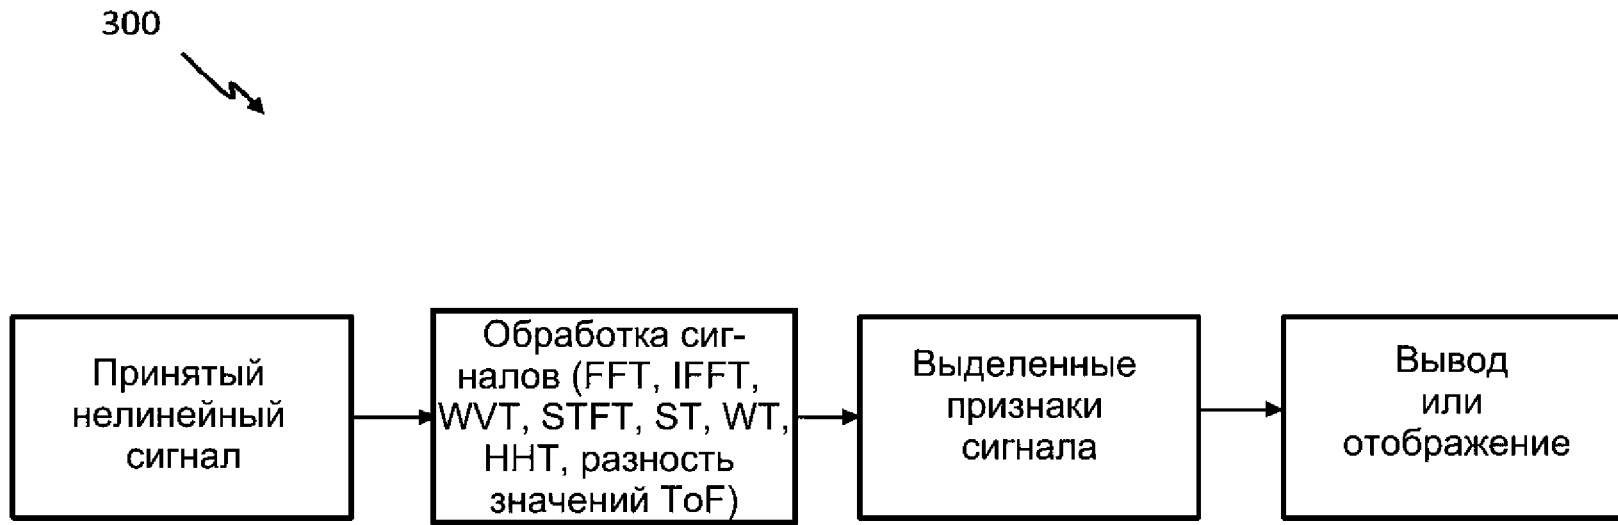 300
Принятый
нелинейный
сигнал
Обработка сиг-
налов (FFT, IFFT,
WVT, STFT, ST, WT,
HHT, разность
значений ToF)
Выделенные
признаки
сигнала
Вывод
или
отображение